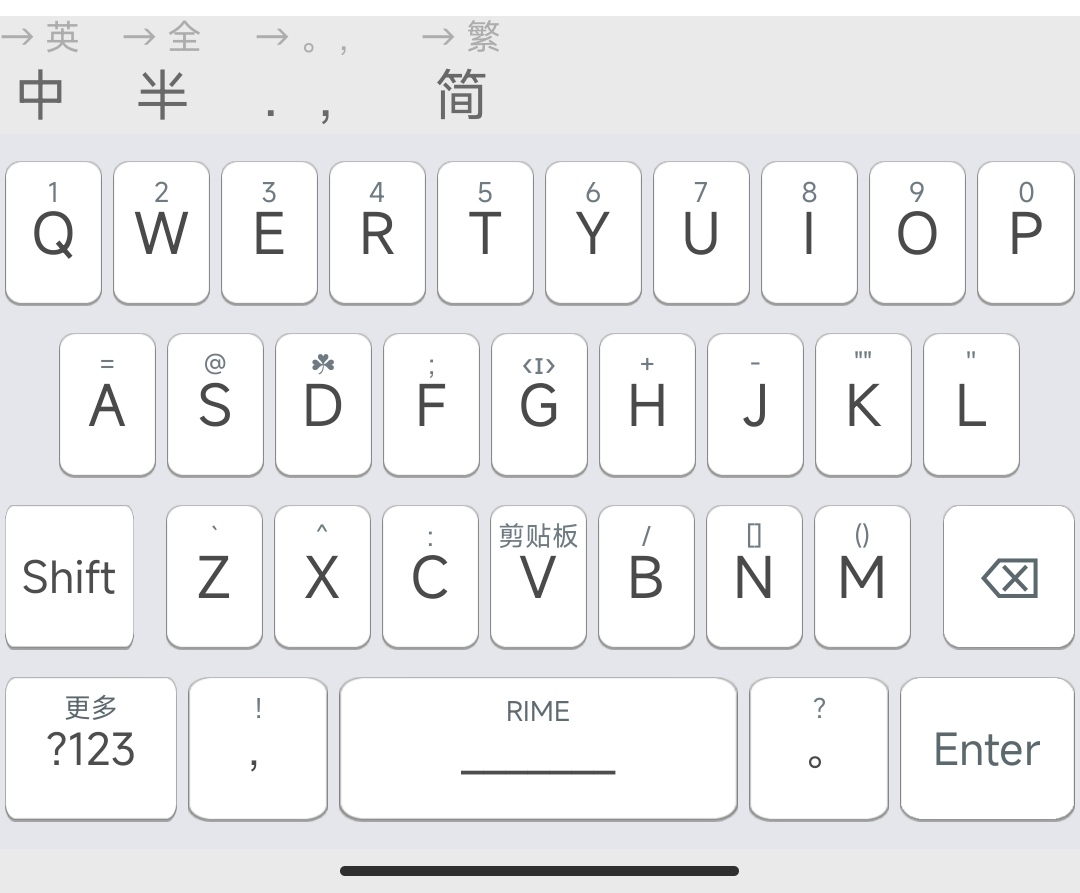 → 英 → 全 → 。, → 繁
中 半 . , 简
1 2 3 4 5 6 7 8 9 0
Q W E R T Y U I O P
= @ ☘ ; ‹I› + - "" "
A S D F G H J K L
` ^ : 剪贴板 / [] ()
Shift Z X C V B N M
更多 ! RIME ?
?123 , 。 Enter